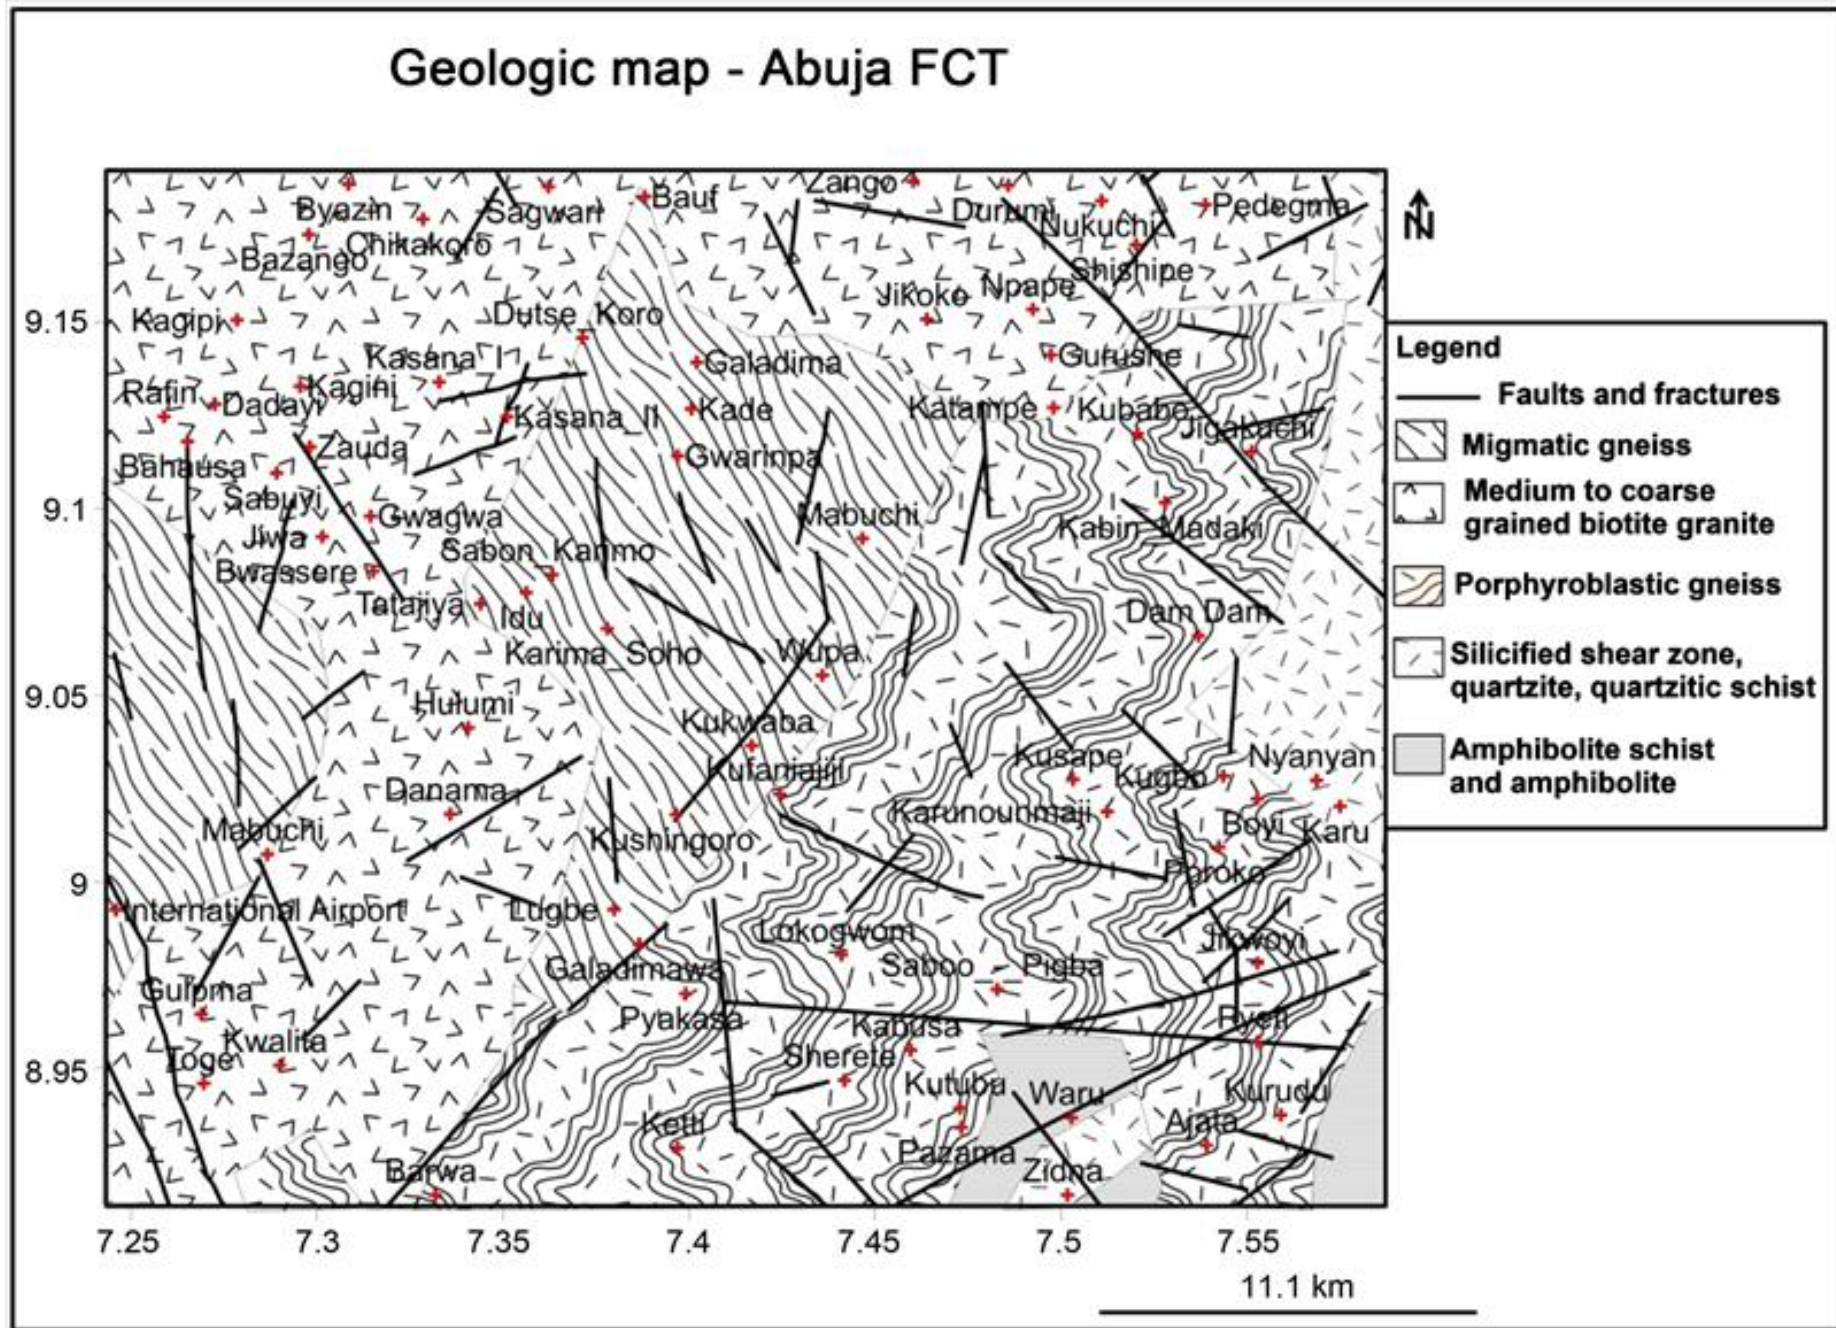 Geologic map - Abuja FCT
Zango
Bauf
Byazin
Sagwari
Durumi
Pedegma
Nukuchi
Chikakoro
Bazango
Shishipe
Npape
Jikoko
9.15
Kagipi
Dutse_Koro
N
Kasana_I
Galadima
Gurushe
Legend
Rafin
Dadayi
Kagini
Kasana_II
Kade
Katampe
Kubabo
Jigakuchi
Faults and fractures
Zauda
Gwarinpa
Migmatic gneiss
Bahausa
Sabuyi
9.1
Gwagwa
Mabuchi
Kabin_Madaki
Medium to coarse
grained biotite granite
Jiwa
Sabon_Karimo
Bwassere
Porphyroblastic gneiss
Tatajiya
Idu
Dam Dam
Karima_Soho
Wupa
Silicified shear zone,
quartzite, quartzitic schist
9.05
Hulumi
Kukwaba
Kusape
Kugbo
Nyanyan
Amphibolite schist
and amphibolite
Kufaniajiji
Danama
Karunounmaji
Mabuchi
Kushingoro
Boyi
Karu
9
Poroko
International Airport
Lugbe
Lokogwom
Jikwoyi
Galadimawa
Saboo_-_Pigba
Gulpma
Pyakasa
Kabusa
Ryeti
Kwalita
Toge
8.95
Sherete
Kutubu
Waru
Kurudu
Ketti
Ajata
Pazama
Barwa
Zidna
7.25
7.3
7.35
7.4
7.45
7.5
7.55
11.1 km